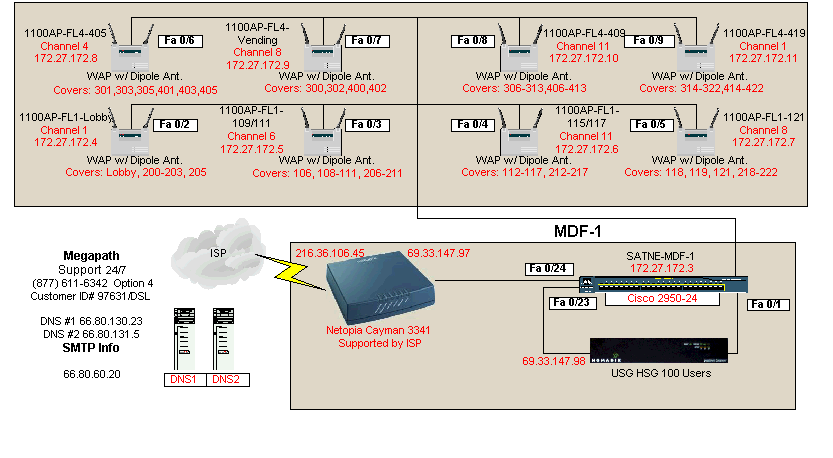 1100AP-FL4-405
Channel 4
172.27.172.8
Fa 0/6
WAP w/ Dipole Ant.
Covers: 301,303,305,401,403,405
1100AP-FL4-
Vending
Channel 8
172.27.172.9
Fa 0/7
WAP w/ Dipole Ant.
Covers: 300,302,400,402
Fa 0/8
1100AP-FL4-409
Channel 11
172.27.172.10
WAP w/ Dipole Ant.
Covers: 306-313,406-413
Fa 0/9
1100AP-FL4-419
Channel 1
172.27.172.11
WAP w/ Dipole Ant.
Covers: 314-322,414-422
1100AP-FL1-Lobby
Channel 1
172.27.172.4
Fa 0/2
WAP w/ Dipole Ant.
Covers: Lobby, 200-203, 205
1100AP-FL1-
109/111
Channel 6
172.27.172.5
Fa 0/3
WAP w/ Dipole Ant.
Covers: 106, 108-111, 206-211
Fa 0/4
1100AP-FL1-
115/117
Channel 11
172.27.172.6
WAP w/ Dipole Ant.
Covers: 112-117, 212-217
Fa 0/5
1100AP-FL1-121
Channel 8
172.27.172.7
WAP w/ Dipole Ant.
Covers: 118, 119, 121, 218-222
MDF-1
ISP
216.36.106.45
69.33.147.97
SATNE-MDF-1
172.27.172.3
Fa 0/24
Fa 0/23
Cisco 2950-24
Fa 0/1
Netopia Cayman 3341
Supported by ISP
69.33.147.98
NOMADIX
USG HSG 100 Users
Megapath
Support 24/7
(877) 611-6342 Option 4
Customer ID# 97631/DSL
DNS #1 66.80.130.23
DNS #2 66.80.131.5
SMTP Info
66.80.60.20
DNS1
DNS2